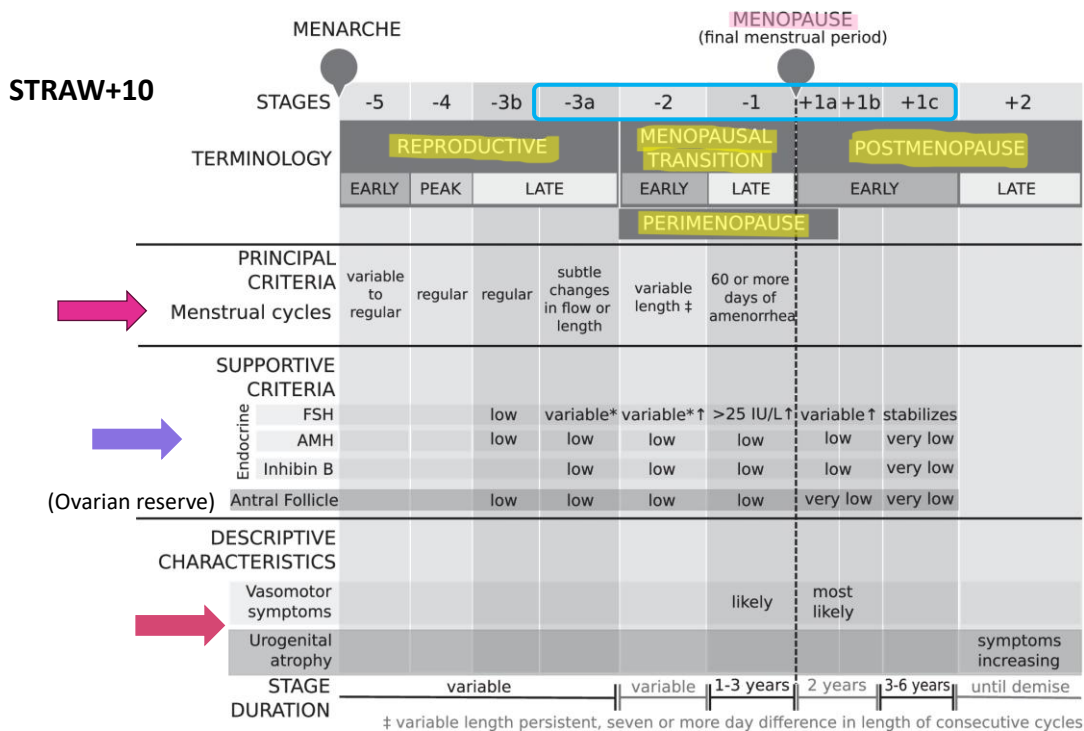 MENARCHE
MENOPAUSE
(final menstrual period)
STRAW+10
STAGES -5 -4 -3b -3a -2 -1 +1a +1b +1c +2
TERMINOLOGY
REPRODUCTIVE
MENOPAUSAL
TRANSITION
POSTMENOPAUSE
EARLY PEAK LATE EARLY LATE EARLY LATE
PERIMENOPAUSE
PRINCIPAL
CRITERIA
Menstrual cycles
variable
to
regular
regular
regular
subtle
changes
in flow or
length
variable
length ‡
60 or more
days of
amenorrhea
SUPPORTIVE
CRITERIA
Endocrine
FSH low variable* variable*↑ >25 IU/L↑ variable↑ stabilizes
AMH low low low low low very low
Inhibin B low low low low very low
(Ovarian reserve) Antral Follicle low low low low very low very low
DESCRIPTIVE
CHARACTERISTICS
Vasomotor
symptoms
likely
most
likely
Urogenital
atrophy
symptoms
increasing
STAGE
DURATION
variable variable 1-3 years 2 years 3-6 years until demise
‡ variable length persistent, seven or more day difference in length of consecutive cycles